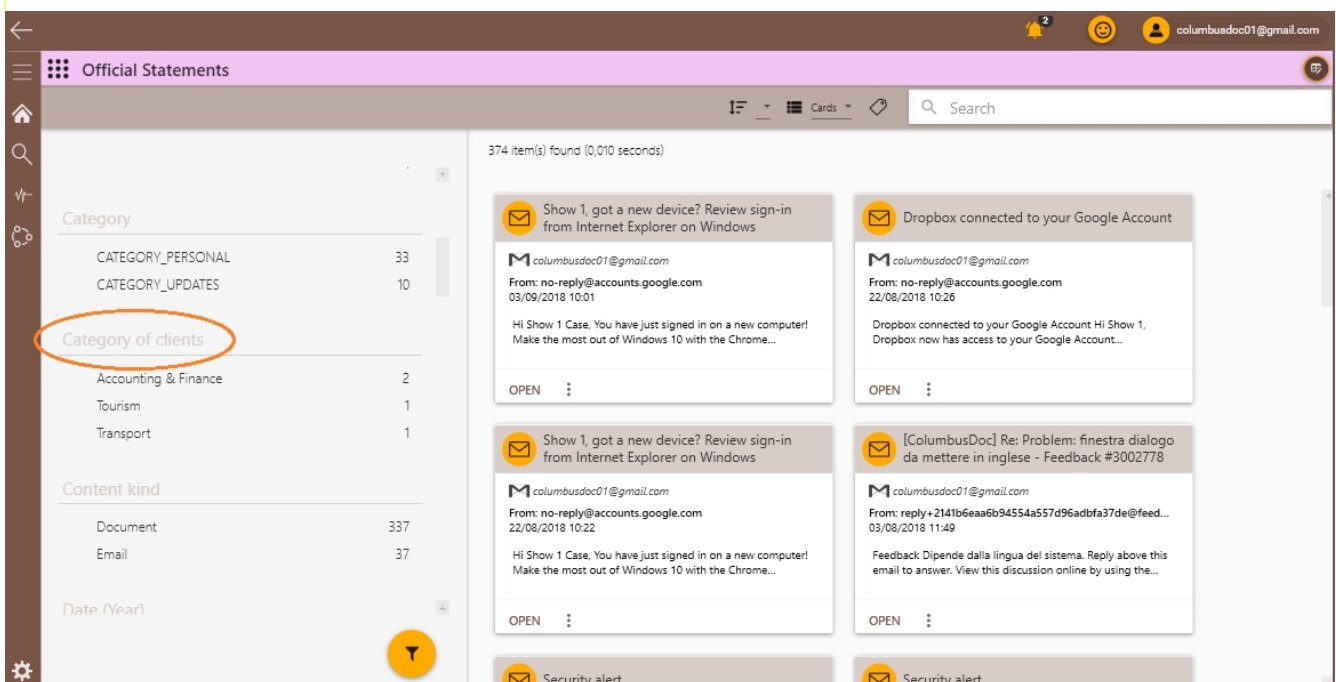 2
columbusdoc01@gmail.com
Official Statements
Cards
Search
374 item(s) found (0,010 seconds)
Category
CATEGORY_PERSONAL 33
CATEGORY_UPDATES 10
Category of clients
Accounting & Finance 2
Tourism 1
Transport 1
Content kind
Document 337
Email 37
Date (Year)
Show 1, got a new device? Review sign-in
from Internet Explorer on Windows
columbusdoc01@gmail.com
From: no-reply@accounts.google.com
03/09/2018 10:01
Hi Show 1 Case, You have just signed in on a new computer!
Make the most out of Windows 10 with the Chrome...
OPEN
Dropbox connected to your Google Account
columbusdoc01@gmail.com
From: no-reply@accounts.google.com
22/08/2018 10:26
Dropbox connected to your Google Account Hi Show 1,
Dropbox now has access to your Google Account...
OPEN
Show 1, got a new device? Review sign-in
from Internet Explorer on Windows
columbusdoc01@gmail.com
From: no-reply@accounts.google.com
22/08/2018 10:22
Hi Show 1 Case, You have just signed in on a new computer!
Make the most out of Windows 10 with the Chrome...
OPEN
[ColumbusDoc] Re: Problem: finestra dialogo
da mettere in inglese - Feedback #3002778
columbusdoc01@gmail.com
From: reply+2141b6eaa6b94554a557d96adbfa37de@feed...
03/08/2018 11:49
Feedback Dipende dalla lingua del sistema. Reply above this
email to answer. View this discussion online by using the...
OPEN
Security alert
Security alert